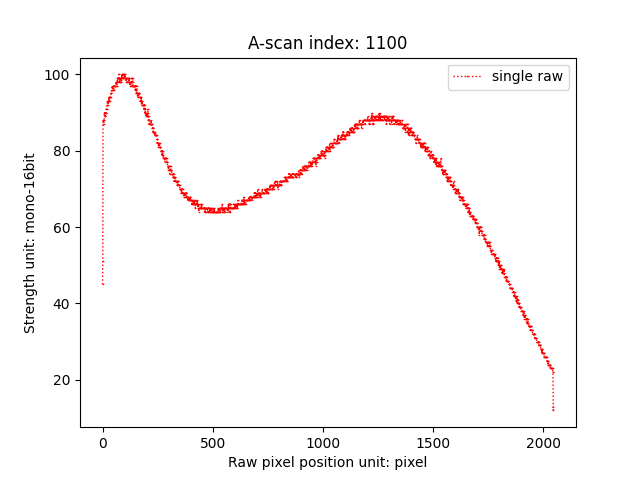 A-scan index: 1100
single raw
100
80
60
40
20
Strength unit: mono-16bit
0 500 1000 1500 2000
Raw pixel position unit: pixel